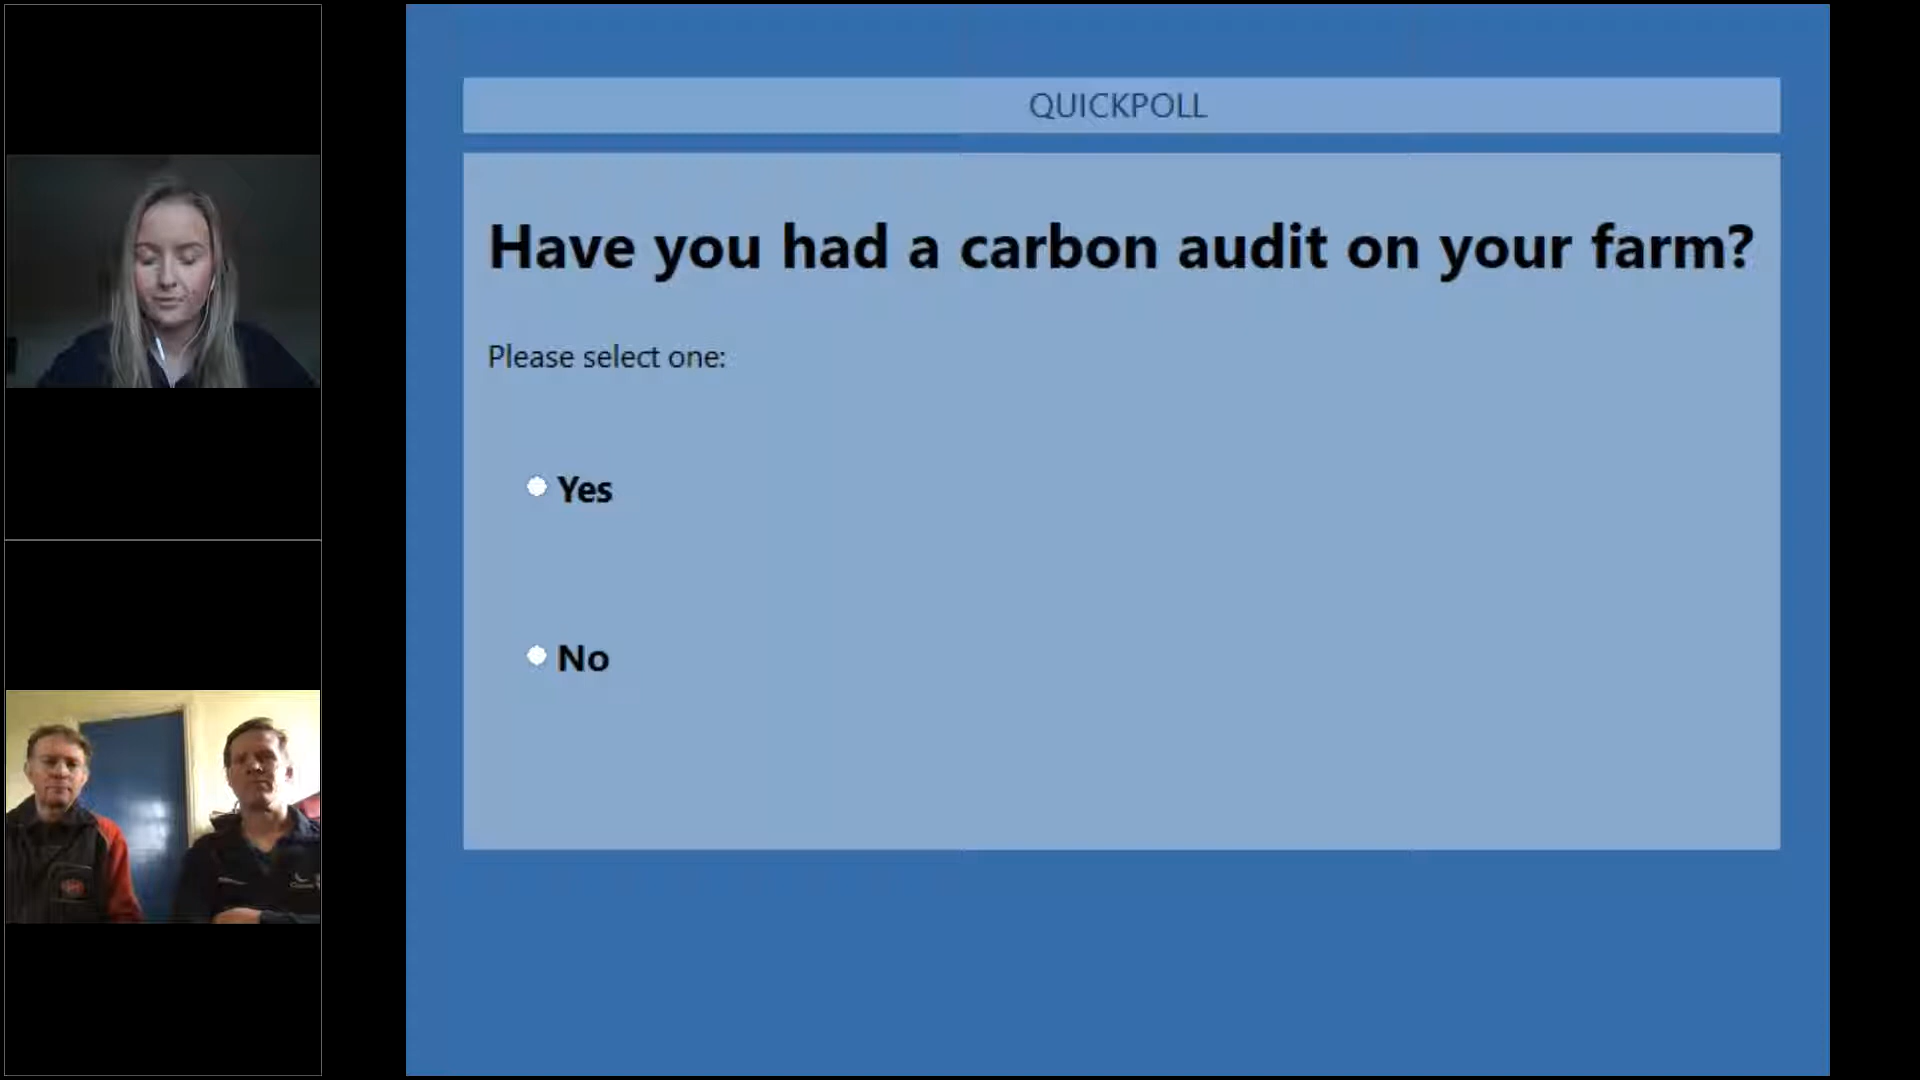 QUICKPOLL
Have you had a carbon audit on your farm?
Please select one:
Yes
No